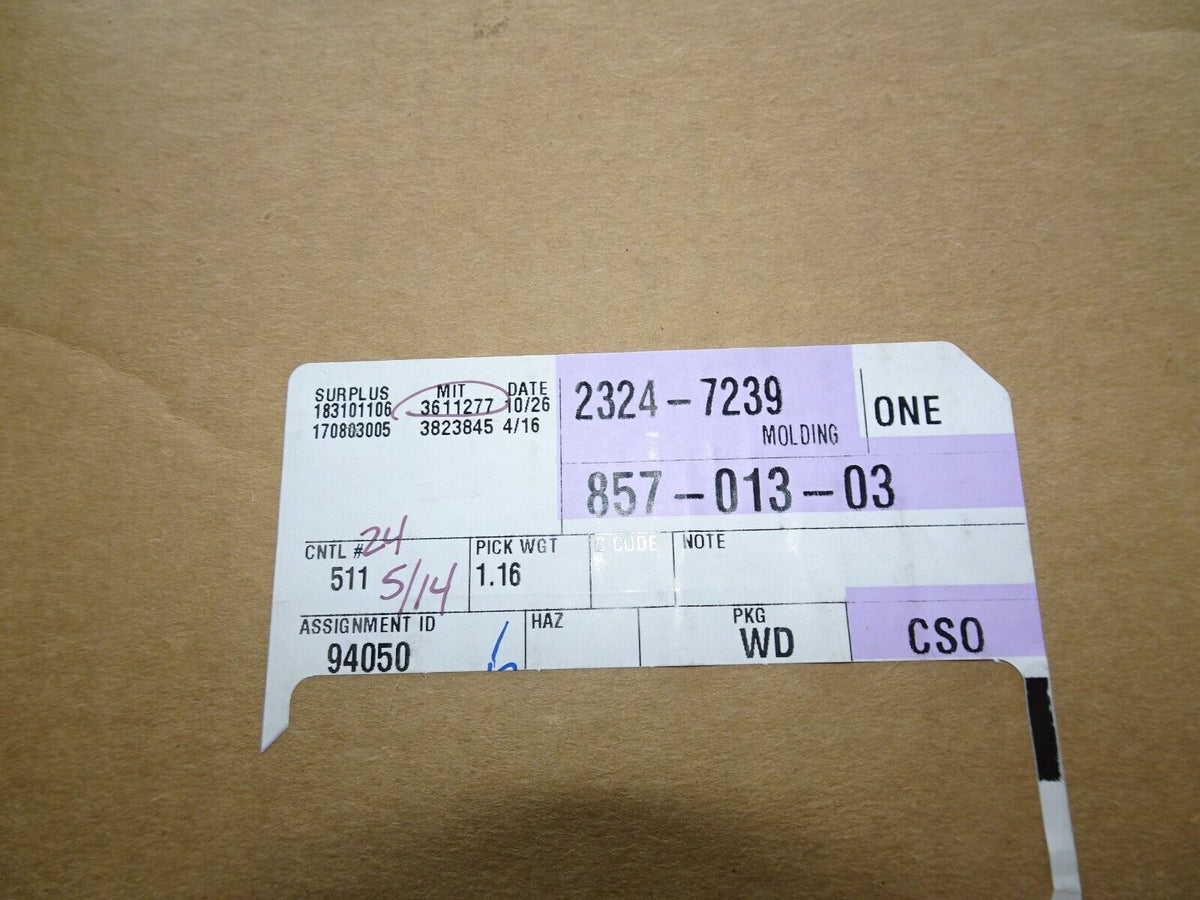 SURPLUS MIT DATE
183101106 3611277 10/26
170803005 3823845 4/16
2324-7239
MOLDING
ONE
857-013-03
CNTL # 24
511 5/14
PICK WGT
1.16
C CODE
NOTE
ASSIGNMENT ID
94050
HAZ
PKG
WD
CSO